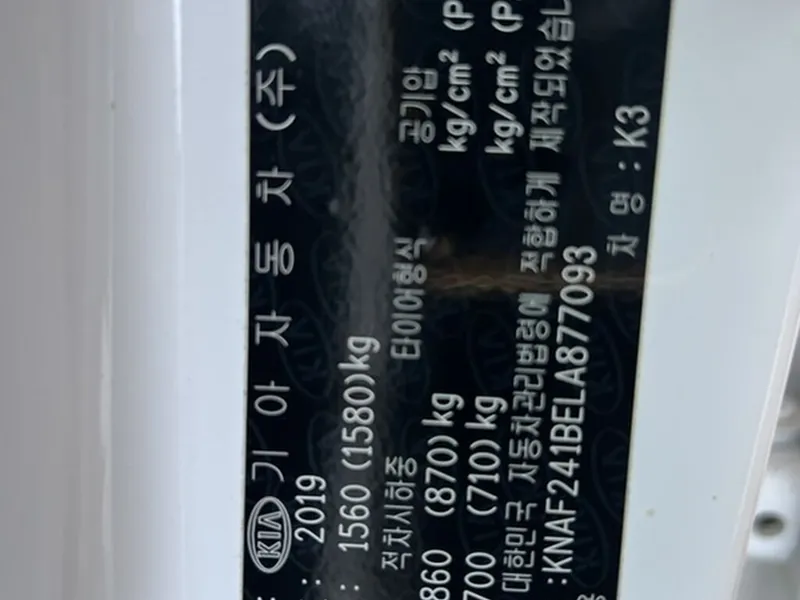 KIA 기 아 자 동 차 (주)
: 2019
: 1560 (1580)kg
적차시하중 타이어형식 공기압
860 (870)kg kg/cm² (P
700 (710)kg kg/cm² (P
대한민국 자동차관리법령에 적합하게 제작되었습니
:KNAF241BELA877093
차 명 : K3